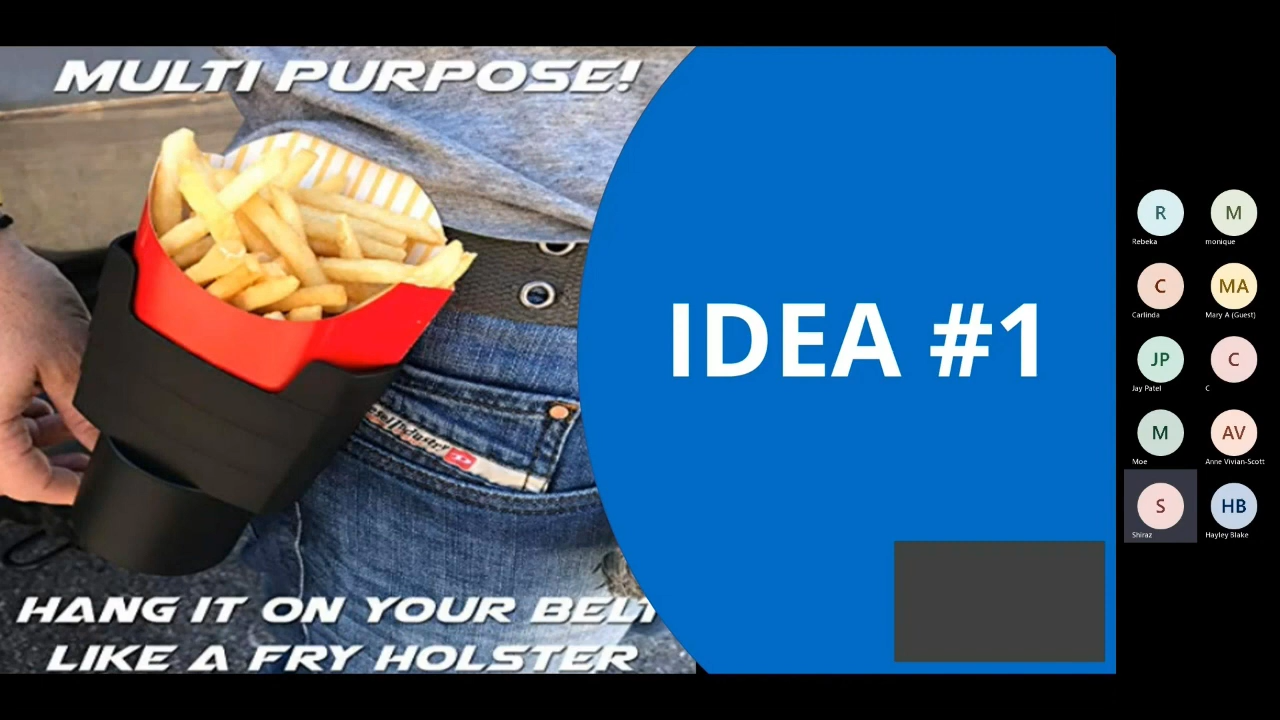 MULTI PURPOSE!
HANG IT ON YOUR BELT
LIKE A FRY HOLSTER
IDEA #1
R
M
Rebeka
monique
C
MA
Carlinda
Mary A (Guest)
JP
C
Jay Patel
C
M
AV
Moe
Anne Vivian-Scott
S
HB
Shiraz
Hayley Blake